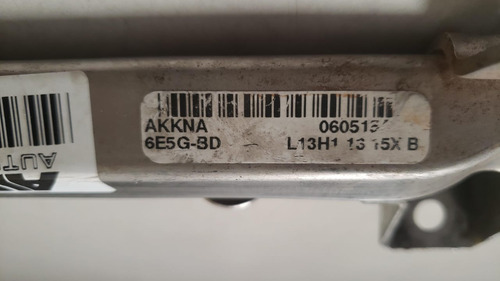 AKKNA 060513
6E5G-BD L13H1 13 15X B
AUT